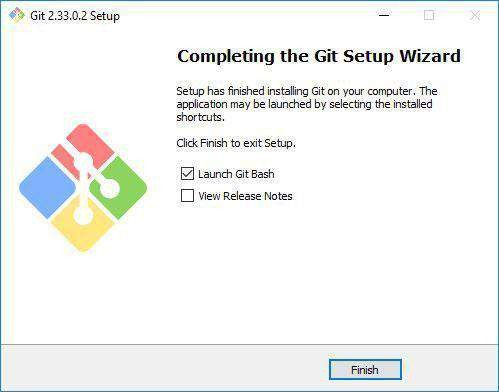 Git 2.33.0.2 Setup
Completing the Git Setup Wizard
Setup has finished installing Git on your computer. The
application may be launched by selecting the installed
shortcuts.
Click Finish to exit Setup.
Launch Git Bash
View Release Notes
Finish